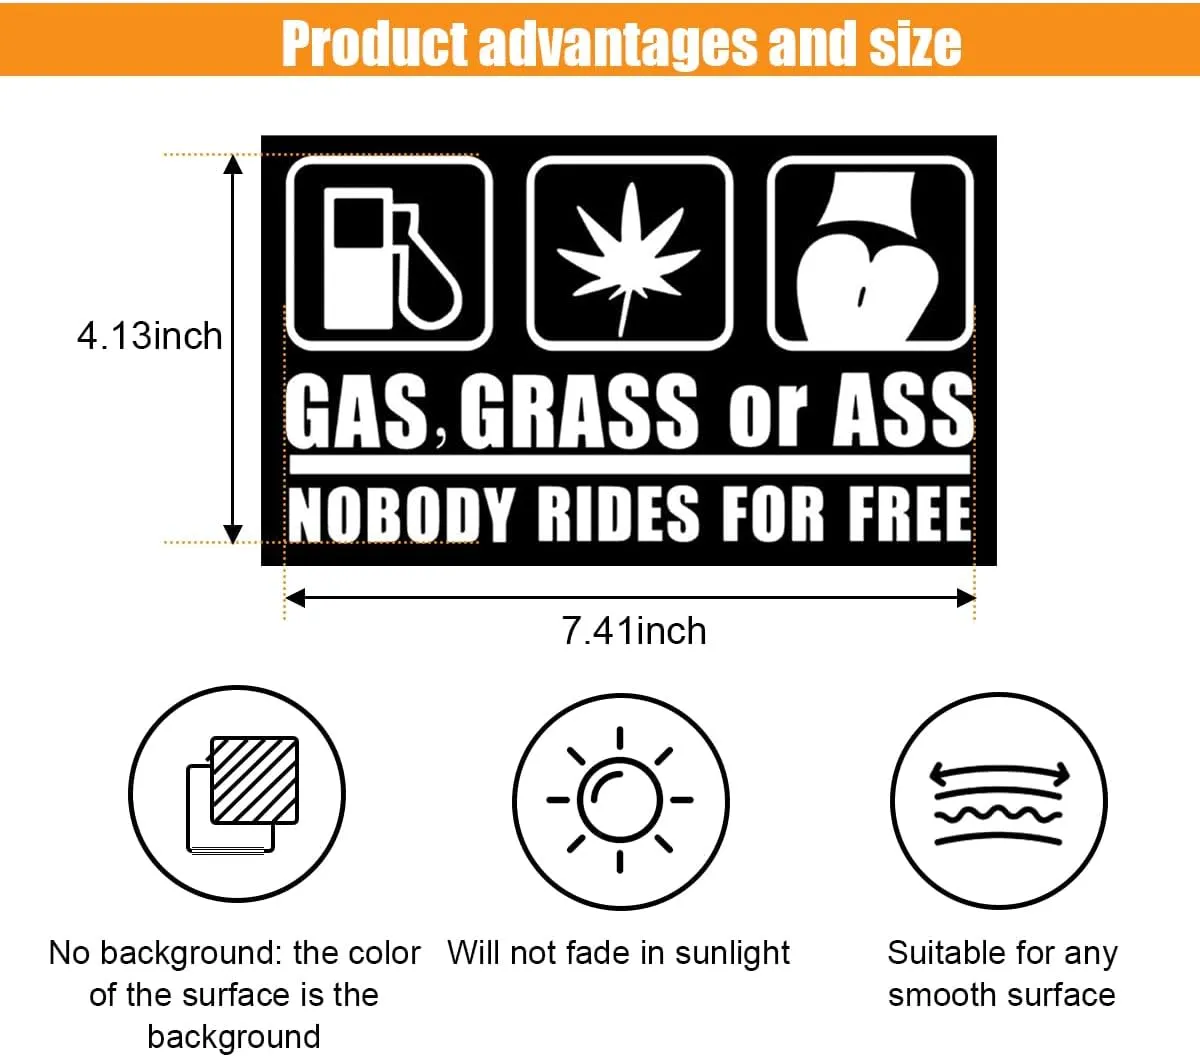 Product advantages and size
4.13inch
GAS, GRASS or ASS
NOBODY RIDES FOR FREE
7.41inch
No background: the color
of the surface is the
background
Will not fade in sunlight
Suitable for any
smooth surface